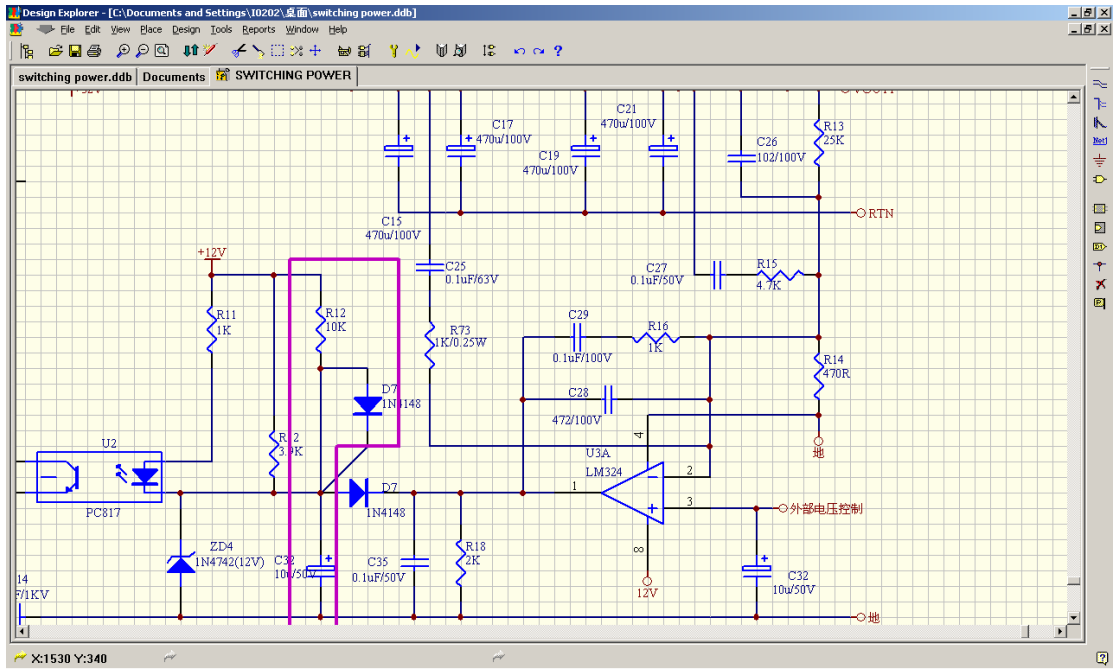 Design Explorer - [C:\Documents and Settings\I0202\桌面\switching power.ddb]
File Edit View Place Design Tools Reports Window Help
switching power.ddb Documents SWITCHING POWER
C17
470u/100V
C19
470u/100V
C21
470u/100V
C26
102/100V
R13
25K
RTN
C15
470u/100V
+12V
C25
0.1uF/63V
C27
0.1uF/50V
R15
4.7K
R11
1K
R12
10K
R73
1K/0.25W
C29
0.1uF/100V
R16
1K
R14
470R
D7
1N4148
C28
472/100V
4
地
U2
3.9K
U3A
LM324
2
1
3
外部电压控制
PC817
D7
1N4148
ZD4
1N4742(12V)
C32
10u/50V
C35
0.1uF/50V
R18
2K
8
12V
C32
10u/50V
14
F/1KV
地
X:1530 Y:340